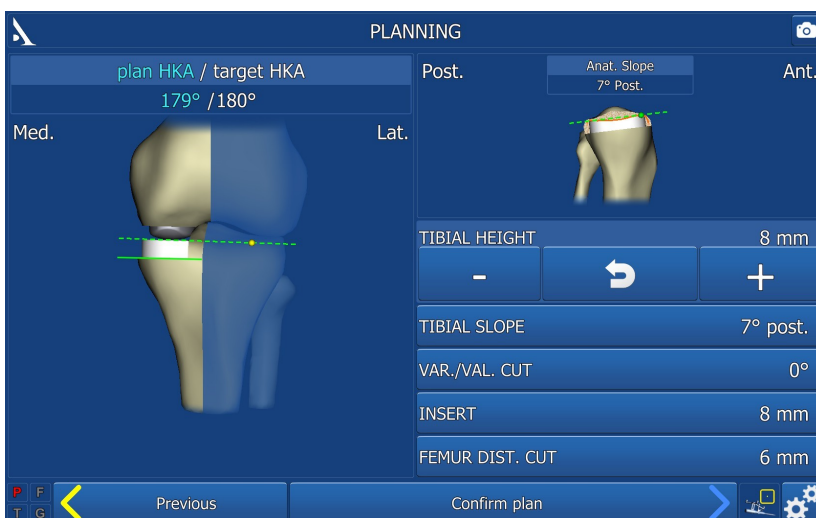 PLANNING
plan HKA / target HKA
179° /180°
Med.
Lat.
Post.
Anat. Slope
7° Post.
Ant.
TIBIAL HEIGHT 8 mm
- +
TIBIAL SLOPE 7° post.
VAR./VAL. CUT 0°
INSERT 8 mm
FEMUR DIST. CUT 6 mm
P F
T G
Previous
Confirm plan